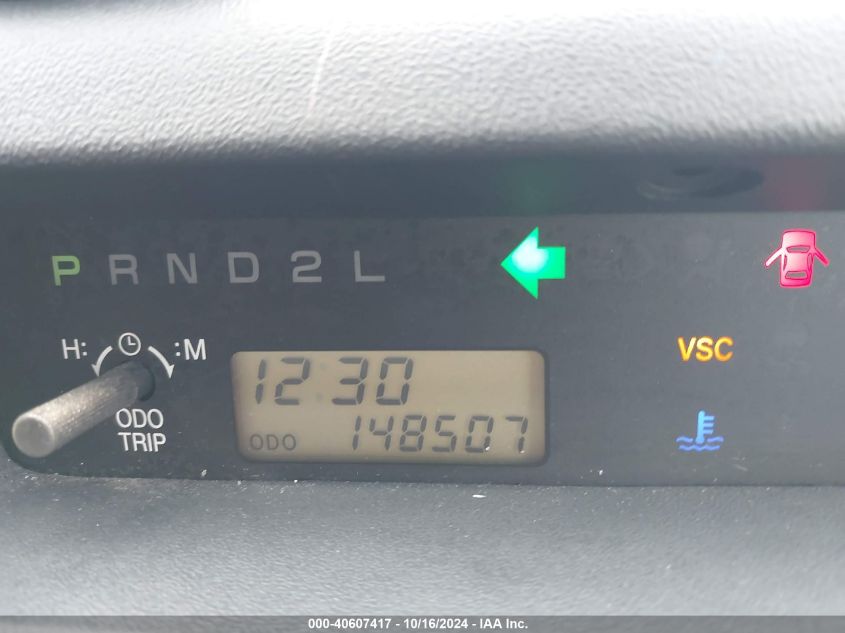 P R N D 2 L
H: :M
VSC
12 30
ODO
TRIP
ODO 148507
000-40607417 - 10/16/2024 - IAA Inc.